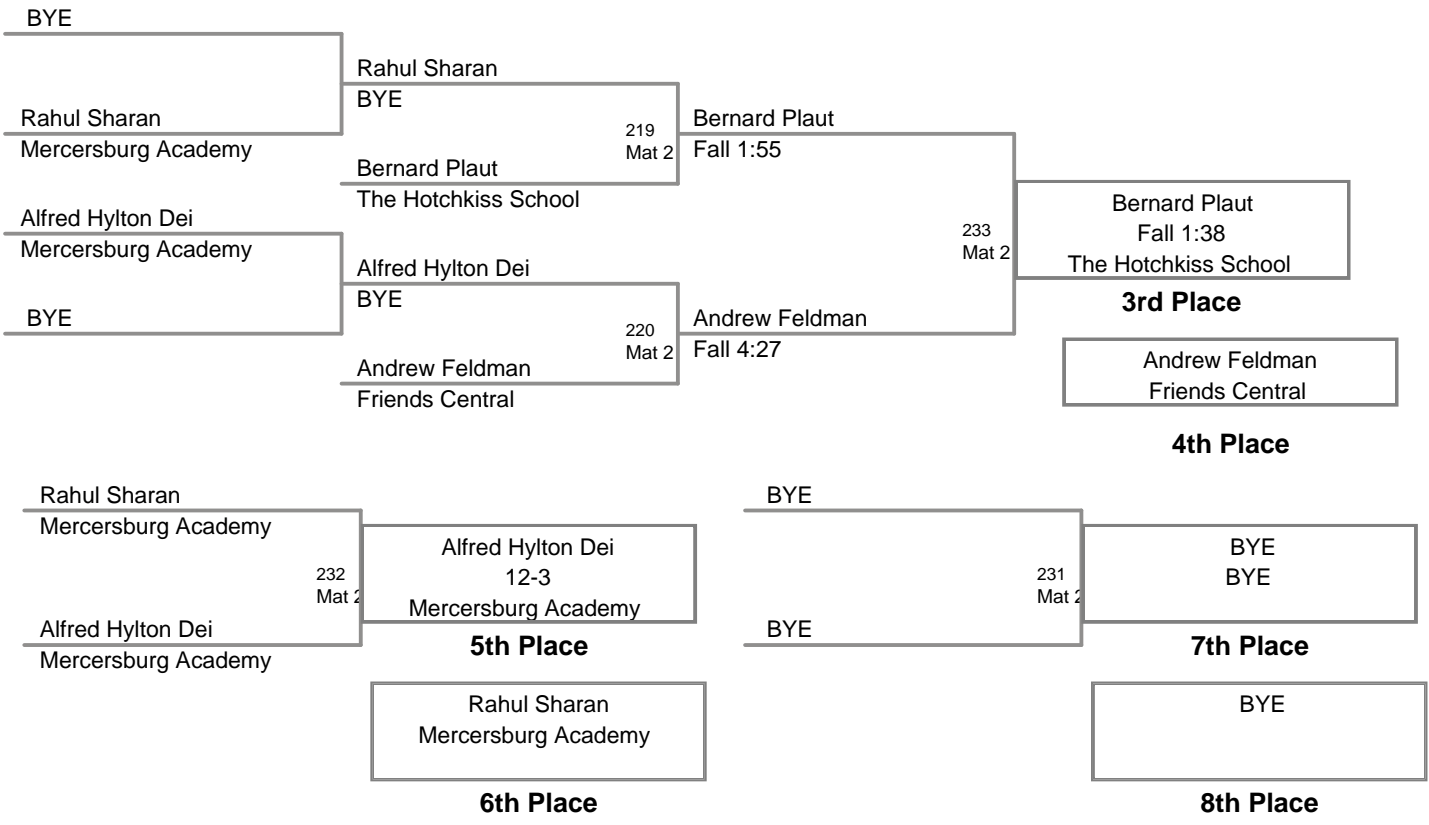 BYE
Rahul Sharan
BYE
Rahul Sharan
Mercersburg Academy
219
Mat 2
Bernard Plaut
Fall 1:55
Bernard Plaut
The Hotchkiss School
Alfred Hylton Dei
Mercersburg Academy
233
Mat 2
Bernard Plaut
Fall 1:38
The Hotchkiss School
3rd Place
Alfred Hylton Dei
BYE
BYE
220
Mat 2
Andrew Feldman
Fall 4:27
Andrew Feldman
Friends Central
Andrew Feldman
Friends Central
4th Place
Rahul Sharan
Mercersburg Academy
232
Mat 2
Alfred Hylton Dei
12-3
Mercersburg Academy
Alfred Hylton Dei
Mercersburg Academy
5th Place
Rahul Sharan
Mercersburg Academy
6th Place
BYE
231
Mat 2
BYE
BYE
BYE
7th Place
BYE
8th Place